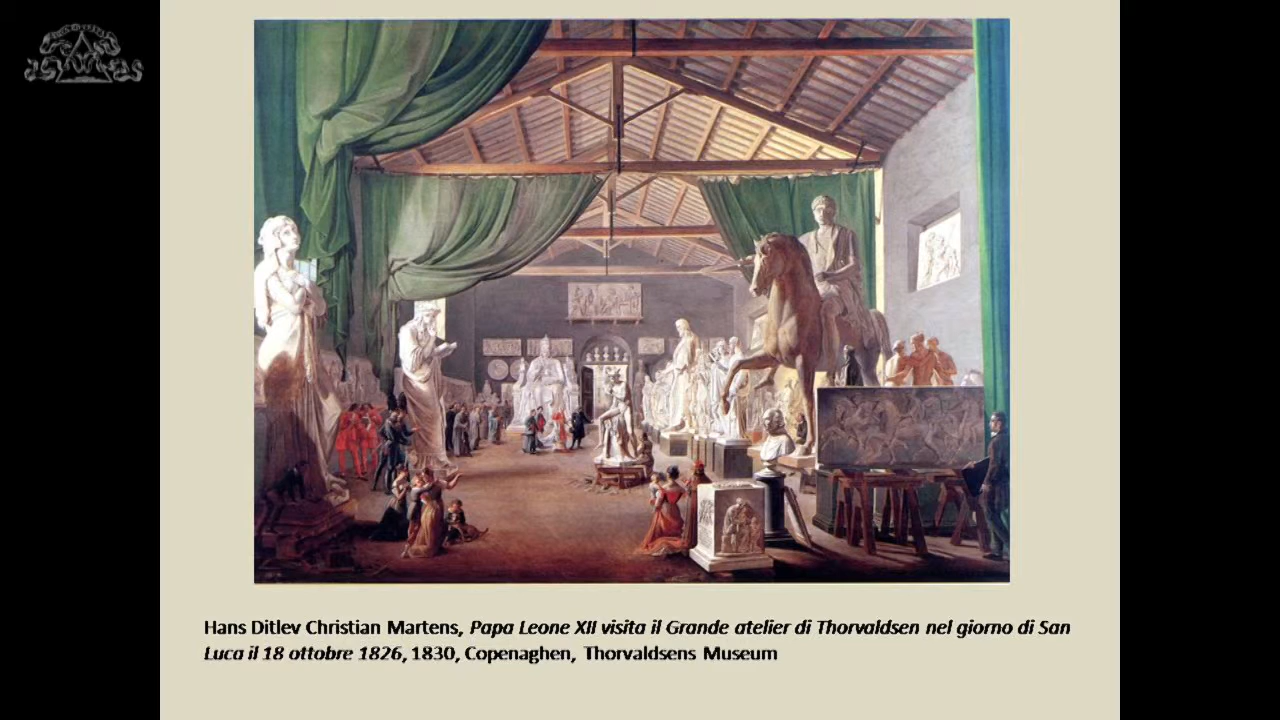 Hans Ditlev Christian Martens, Papa Leone XII visita il Grande atelier di Thorvaldsen nel giorno di San
Luca il 18 ottobre 1826, 1830, Copenaghen, Thorvaldsens Museum